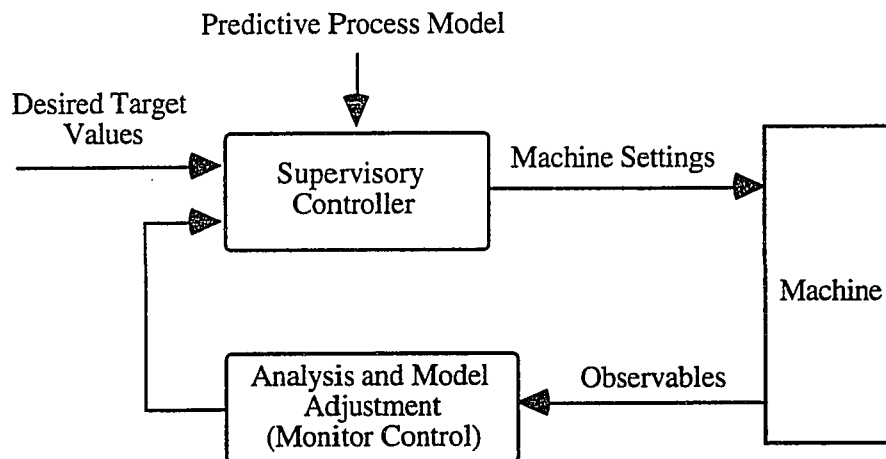 Predictive Process Model
Desired Target
Values
Supervisory
Controller
Machine Settings
Machine
Analysis and Model
Adjustment
(Monitor Control)
Observables